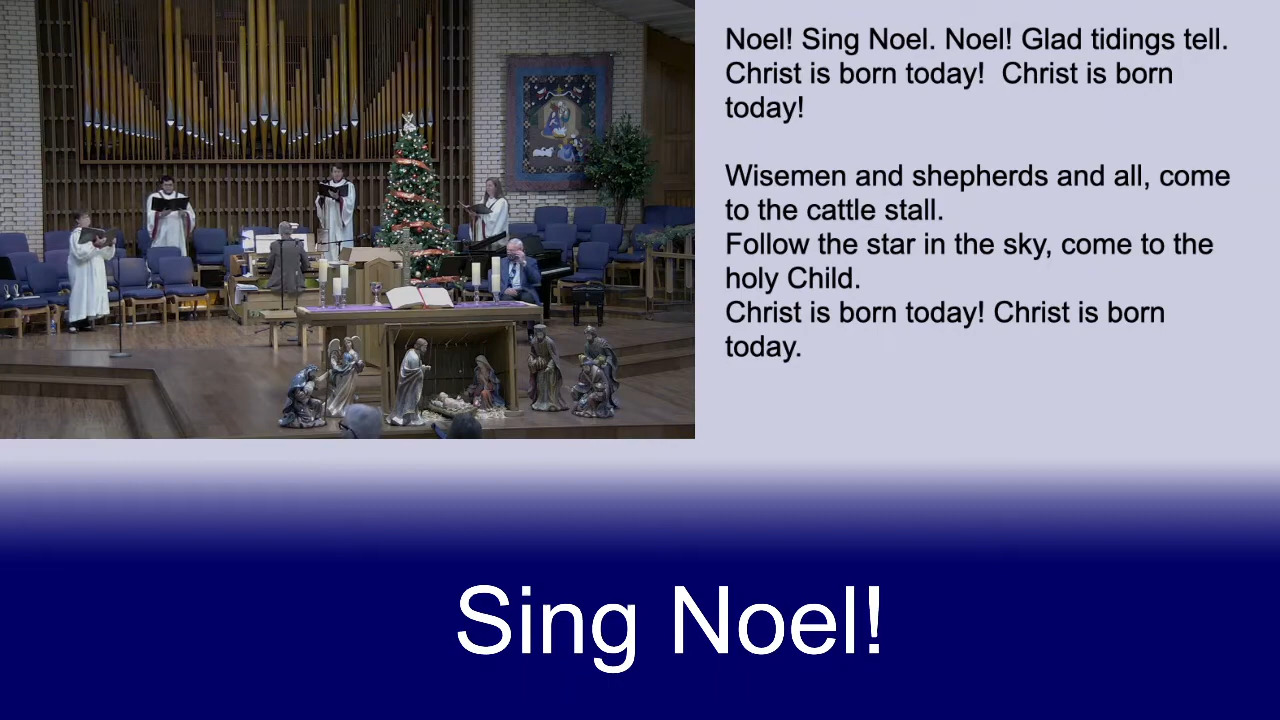 Noel! Sing Noel. Noel! Glad tidings tell.
Christ is born today!  Christ is born
today!
Wisemen and shepherds and all, come
to the cattle stall.
Follow the star in the sky, come to the
holy Child.
Christ is born today! Christ is born
today.
Sing Noel!